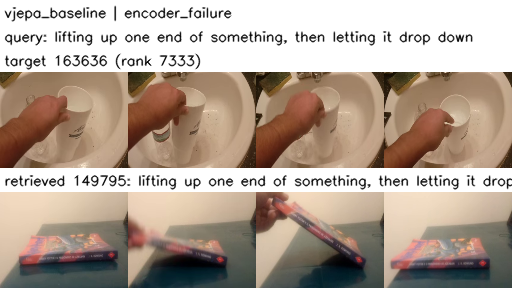 vjepa_baseline | encoder_failure
query: lifting up one end of something, then letting it drop down
target 163636 (rank 7333)
retrieved 149795: lifting up one end of something, then letting it drop